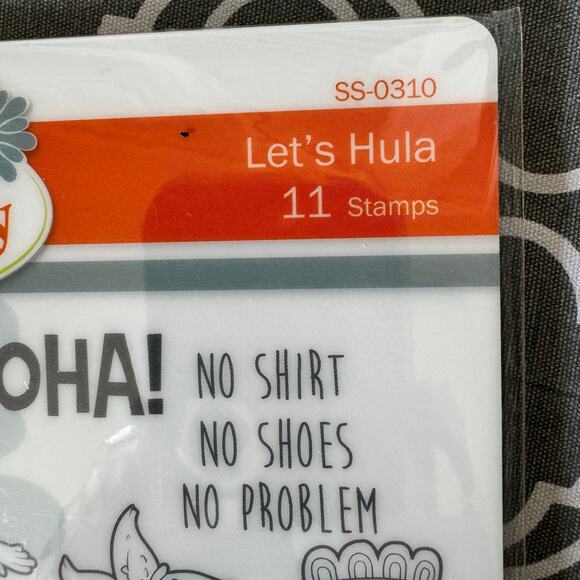 SS-0310
Let's Hula
11 Stamps
OHA!
NO SHIRT
NO SHOES
NO PROBLEM